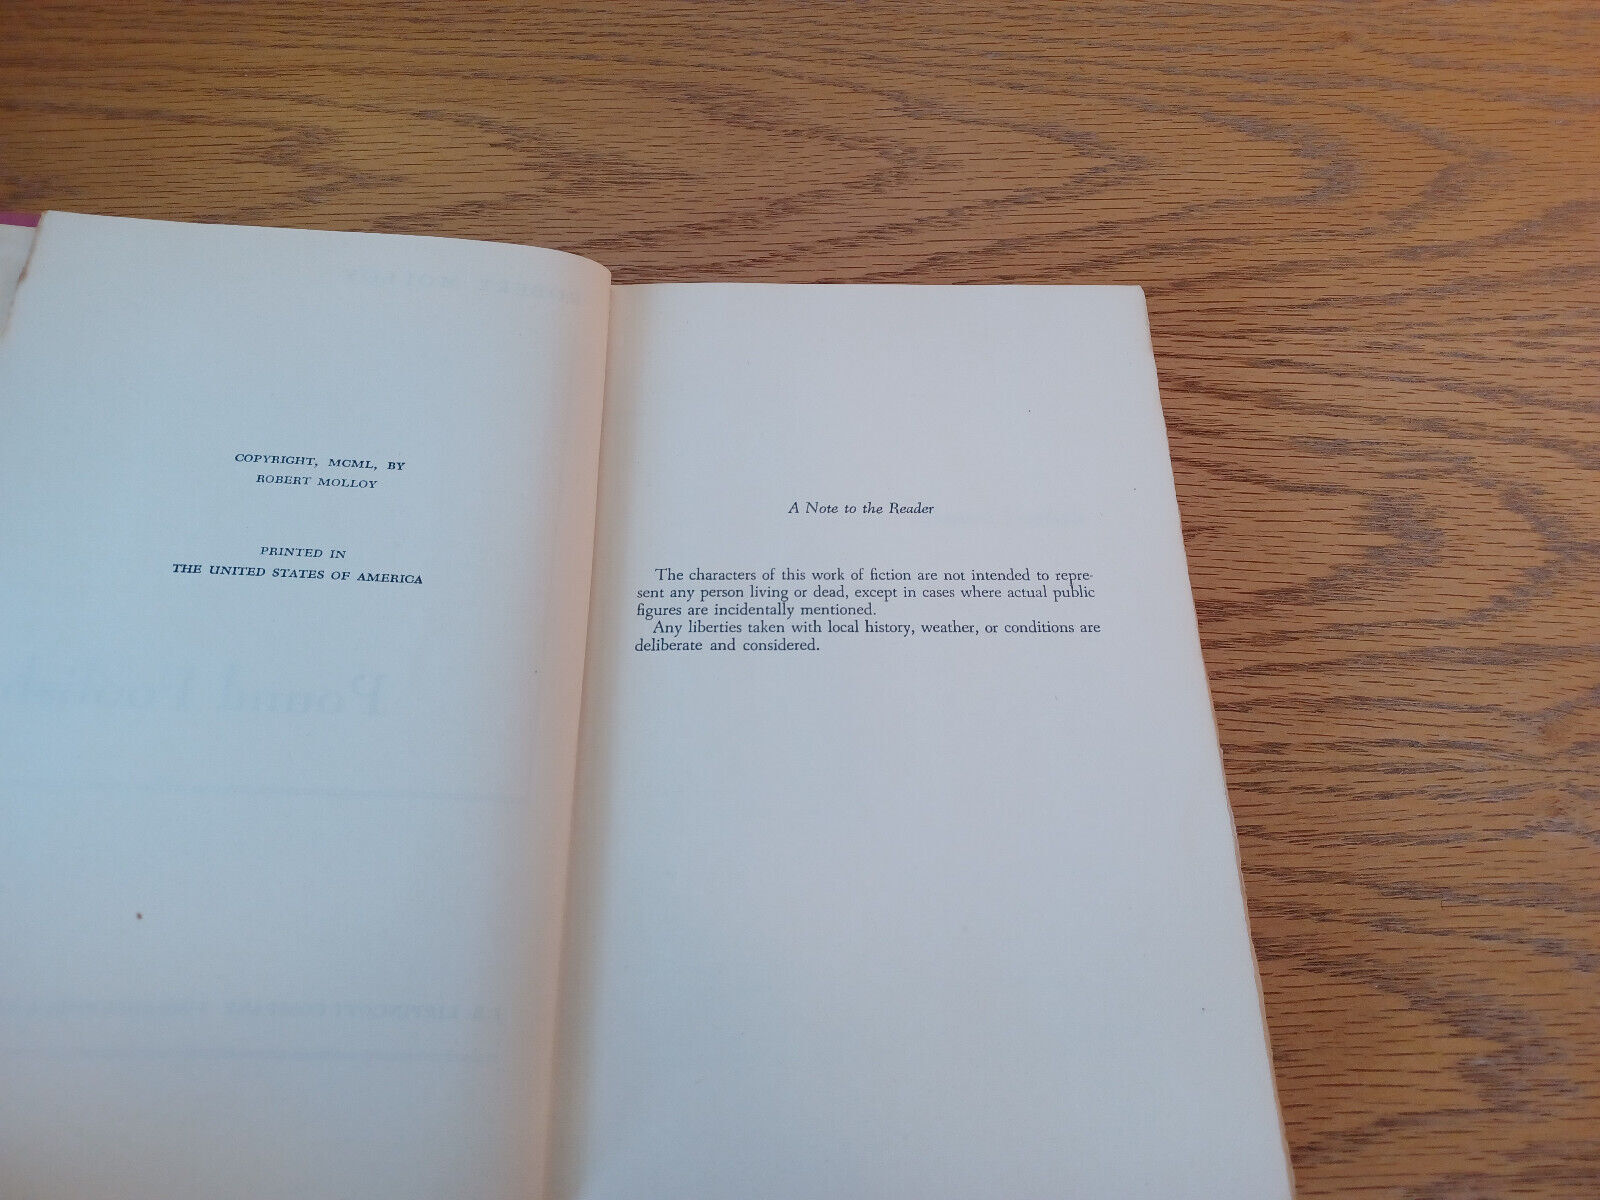 COPYRIGHT, MCML, BY
ROBERT MOLLOY
PRINTED IN
THE UNITED STATES OF AMERICA
A Note to the Reader
The characters of this work of fiction are not intended to repre-
sent any person living or dead, except in cases where actual public
figures are incidentally mentioned.
Any liberties taken with local history, weather, or conditions are
deliberate and considered.